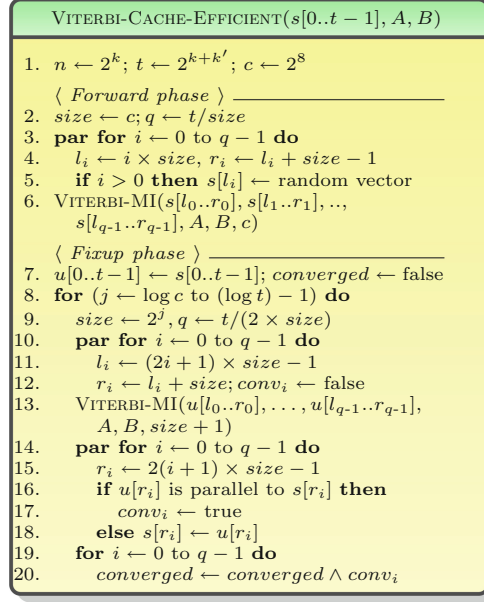 VITERBI-CACHE-EFFICIENT(s[0..t − 1], A, B)
1. n ← 2^k; t ← 2^{k+k′}; c ← 2^8
⟨ Forward phase ⟩
2. size ← c; q ← t/size
3. par for i ← 0 to q − 1 do
4. l_i ← i × size, r_i ← l_i + size − 1
5. if i > 0 then s[l_i] ← random vector
6. VITERBI-MI(s[l_0..r_0], s[l_1..r_1], ..,
s[l_{q-1}..r_{q-1}], A, B, c)
⟨ Fixup phase ⟩
7. u[0..t−1] ← s[0..t−1]; converged ← false
8. for (j ← log c to (log t) − 1) do
9. size ← 2^j, q ← t/(2 × size)
10. par for i ← 0 to q − 1 do
11. l_i ← (2i + 1) × size − 1
12. r_i ← l_i + size; conv_i ← false
13. VITERBI-MI(u[l_0..r_0], . . . , u[l_{q-1}..r_{q-1}],
A, B, size + 1)
14. par for i ← 0 to q − 1 do
15. r_i ← 2(i + 1) × size − 1
16. if u[r_i] is parallel to s[r_i] then
17. conv_i ← true
18. else s[r_i] ← u[r_i]
19. for i ← 0 to q − 1 do
20. converged ← converged ∧ conv_i